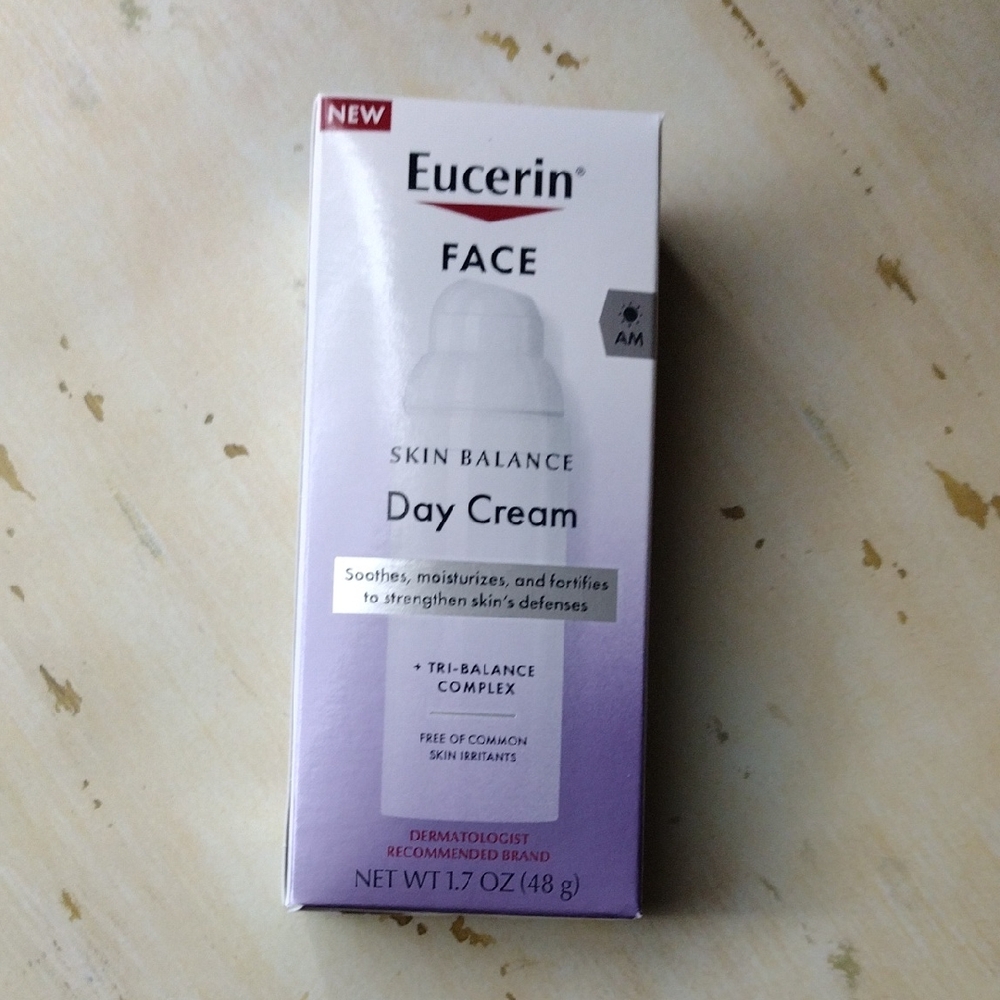 NEW
Eucerin®
FACE
AM
SKIN BALANCE
Day Cream
Soothes, moisturizes, and fortifies
to strengthen skin's defenses
+ TRI-BALANCE
COMPLEX
FREE OF COMMON
SKIN IRRITANTS
DERMATOLOGIST
RECOMMENDED BRAND
NET WT 1.7 OZ (48 g)